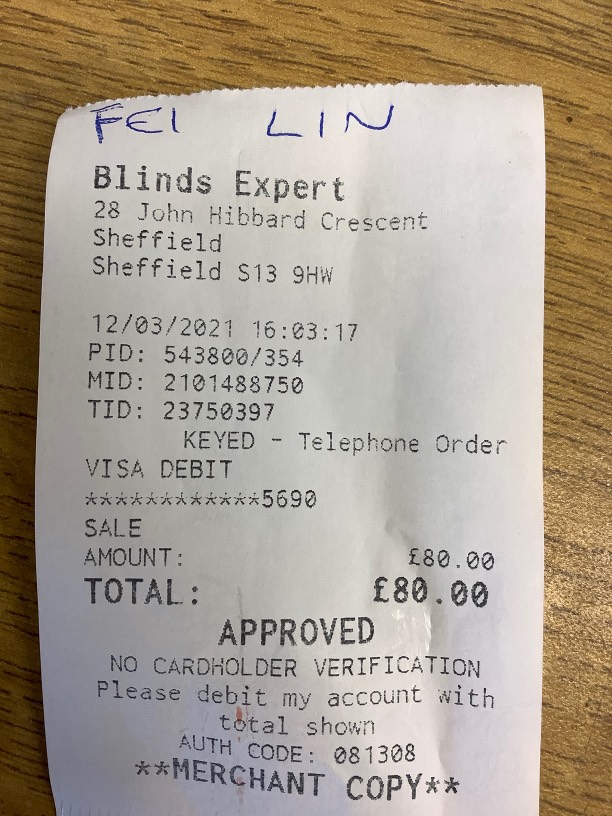 FEI LIN
Blinds Expert
28 John Hibbard Crescent
Sheffield
Sheffield S13 9HW
12/03/2021 16:03:17
PID: 543800/354
MID: 2101488750
TID: 23750397
KEYED - Telephone Order
VISA DEBIT
************5690
SALE
AMOUNT: £80.00
TOTAL: £80.00
APPROVED
NO CARDHOLDER VERIFICATION
Please debit my account with
total shown
AUTH CODE: 081308
**MERCHANT COPY**